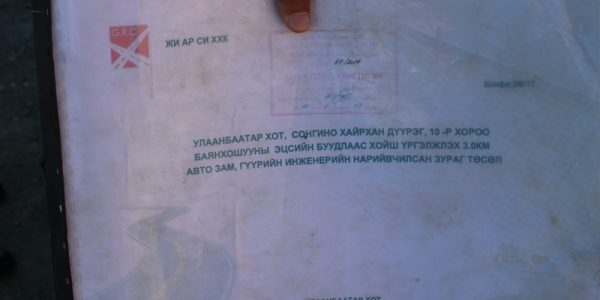 G.R.C
ЖИ АР СИ ХХК
Шифр:09/11
УЛААНБААТАР ХОТ, СОНГИНО ХАЙРХАН ДҮҮРЭГ, 10 -Р ХОРОО
БАЯНХОШУУНЫ ЭЦСИЙН БУУДЛААС ХОЙШ ҮРГЭЛЖЛЭХ 3.0КМ
АВТО ЗАМ, ГҮҮРИЙН ИНЖЕНЕРИЙН НАРИЙВЧИЛСАН ЗУРАГ ТӨСӨЛ